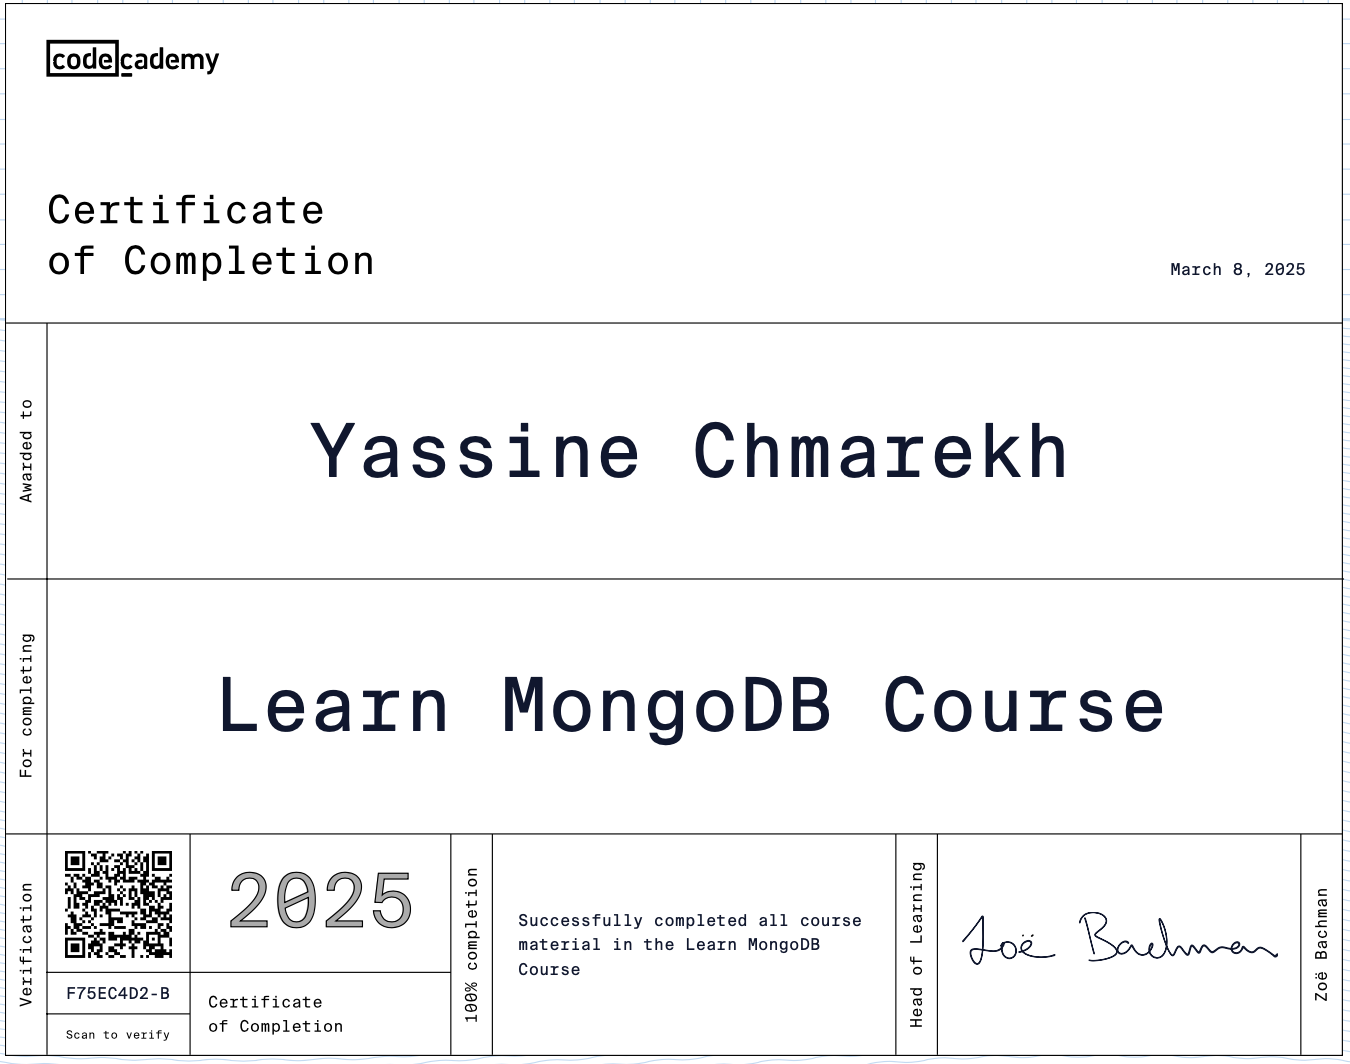 codecademy
Certificate
of Completion
March 8, 2025
Awarded to
Yassine Chmarekh
For completing
Learn MongoDB Course
Verification
F75EC4D2-B
Scan to verify
2025
Certificate
of Completion
100% completion
Successfully completed all course
material in the Learn MongoDB
Course
Head of Learning
Zoë Bachman
Zoë Bachman